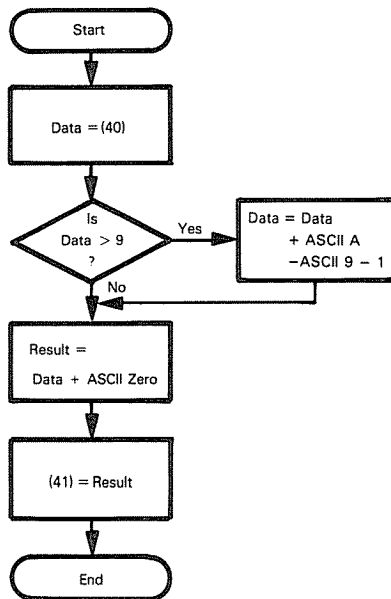 Start
Data = (40)
Is
Data > 9
?
Yes
Data = Data
+ ASCII A
−ASCII 9 − 1
No
Result =
Data + ASCII Zero
(41) = Result
End